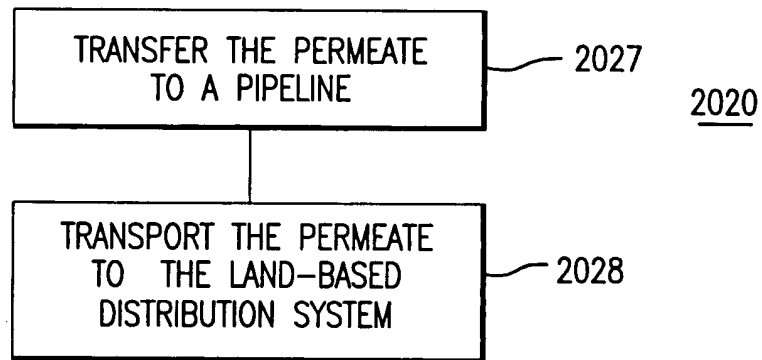 TRANSFER THE PERMEATE
TO A PIPELINE
2027
2020
TRANSPORT THE PERMEATE
TO THE LAND-BASED
DISTRIBUTION SYSTEM
2028